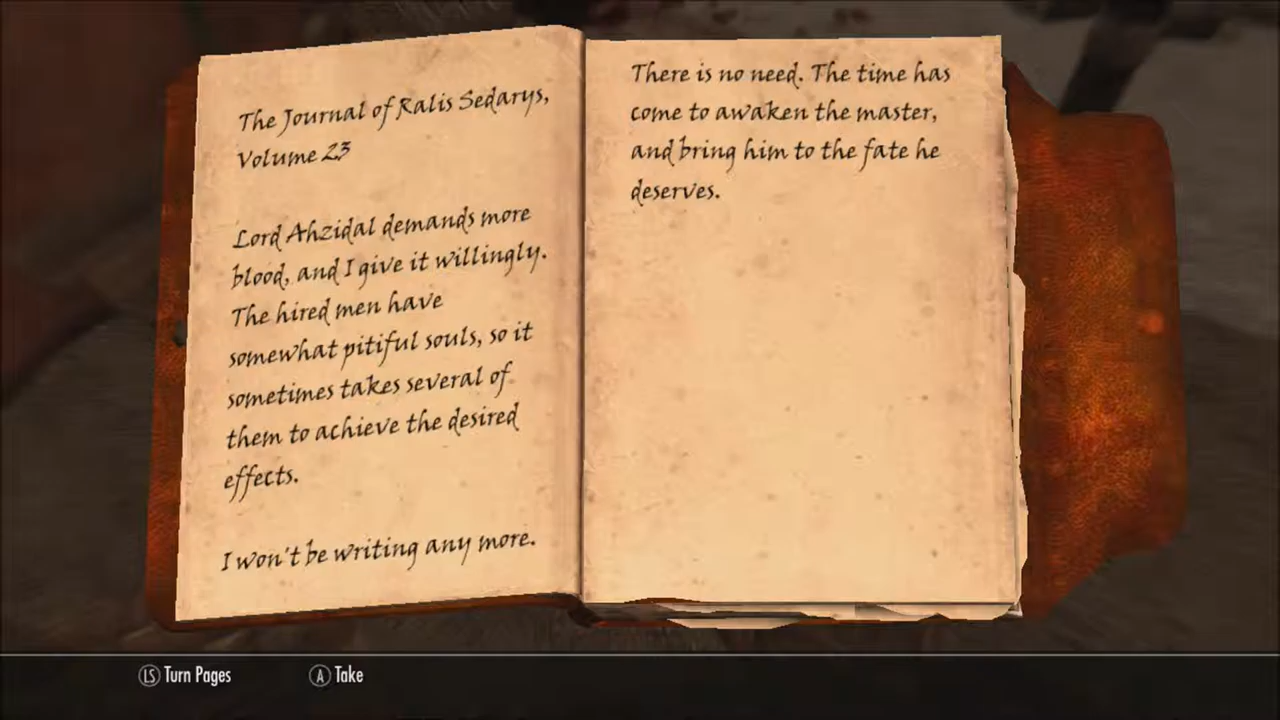 The Journal of Ralis Sedarys,
Volume 23
Lord Ahzidal demands more
blood, and I give it willingly.
The hired men have
somewhat pitiful souls, so it
sometimes takes several of
them to achieve the desired
effects.
I won't be writing any more.
There is no need. The time has
come to awaken the master,
and bring him to the fate he
deserves.
LS Turn Pages
A Take